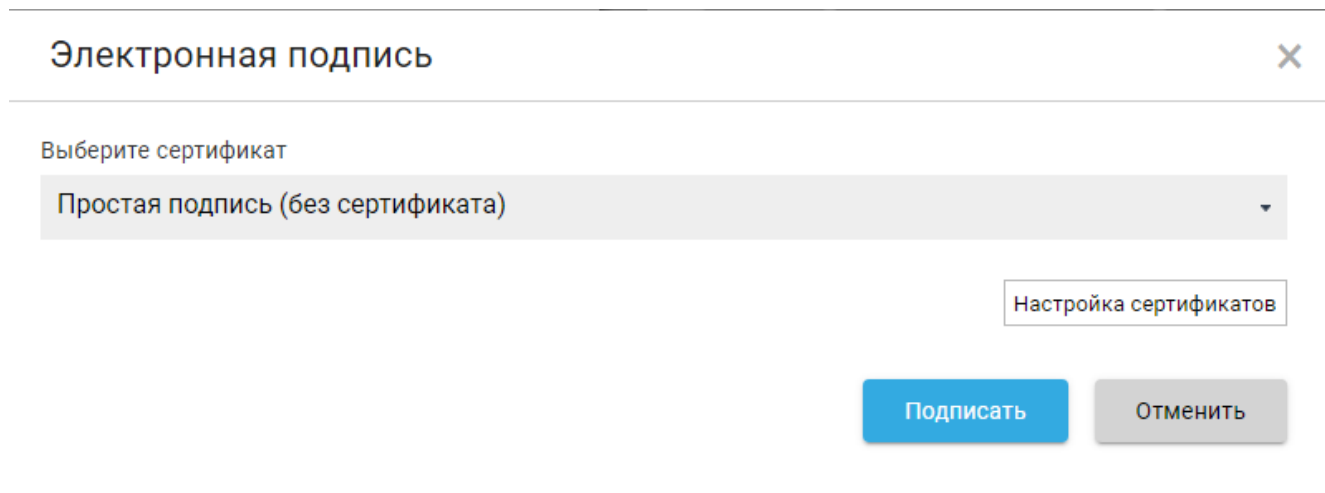 Электронная подпись
Выберите сертификат
Простая подпись (без сертификата)
Настройка сертификатов
Подписать
Отменить